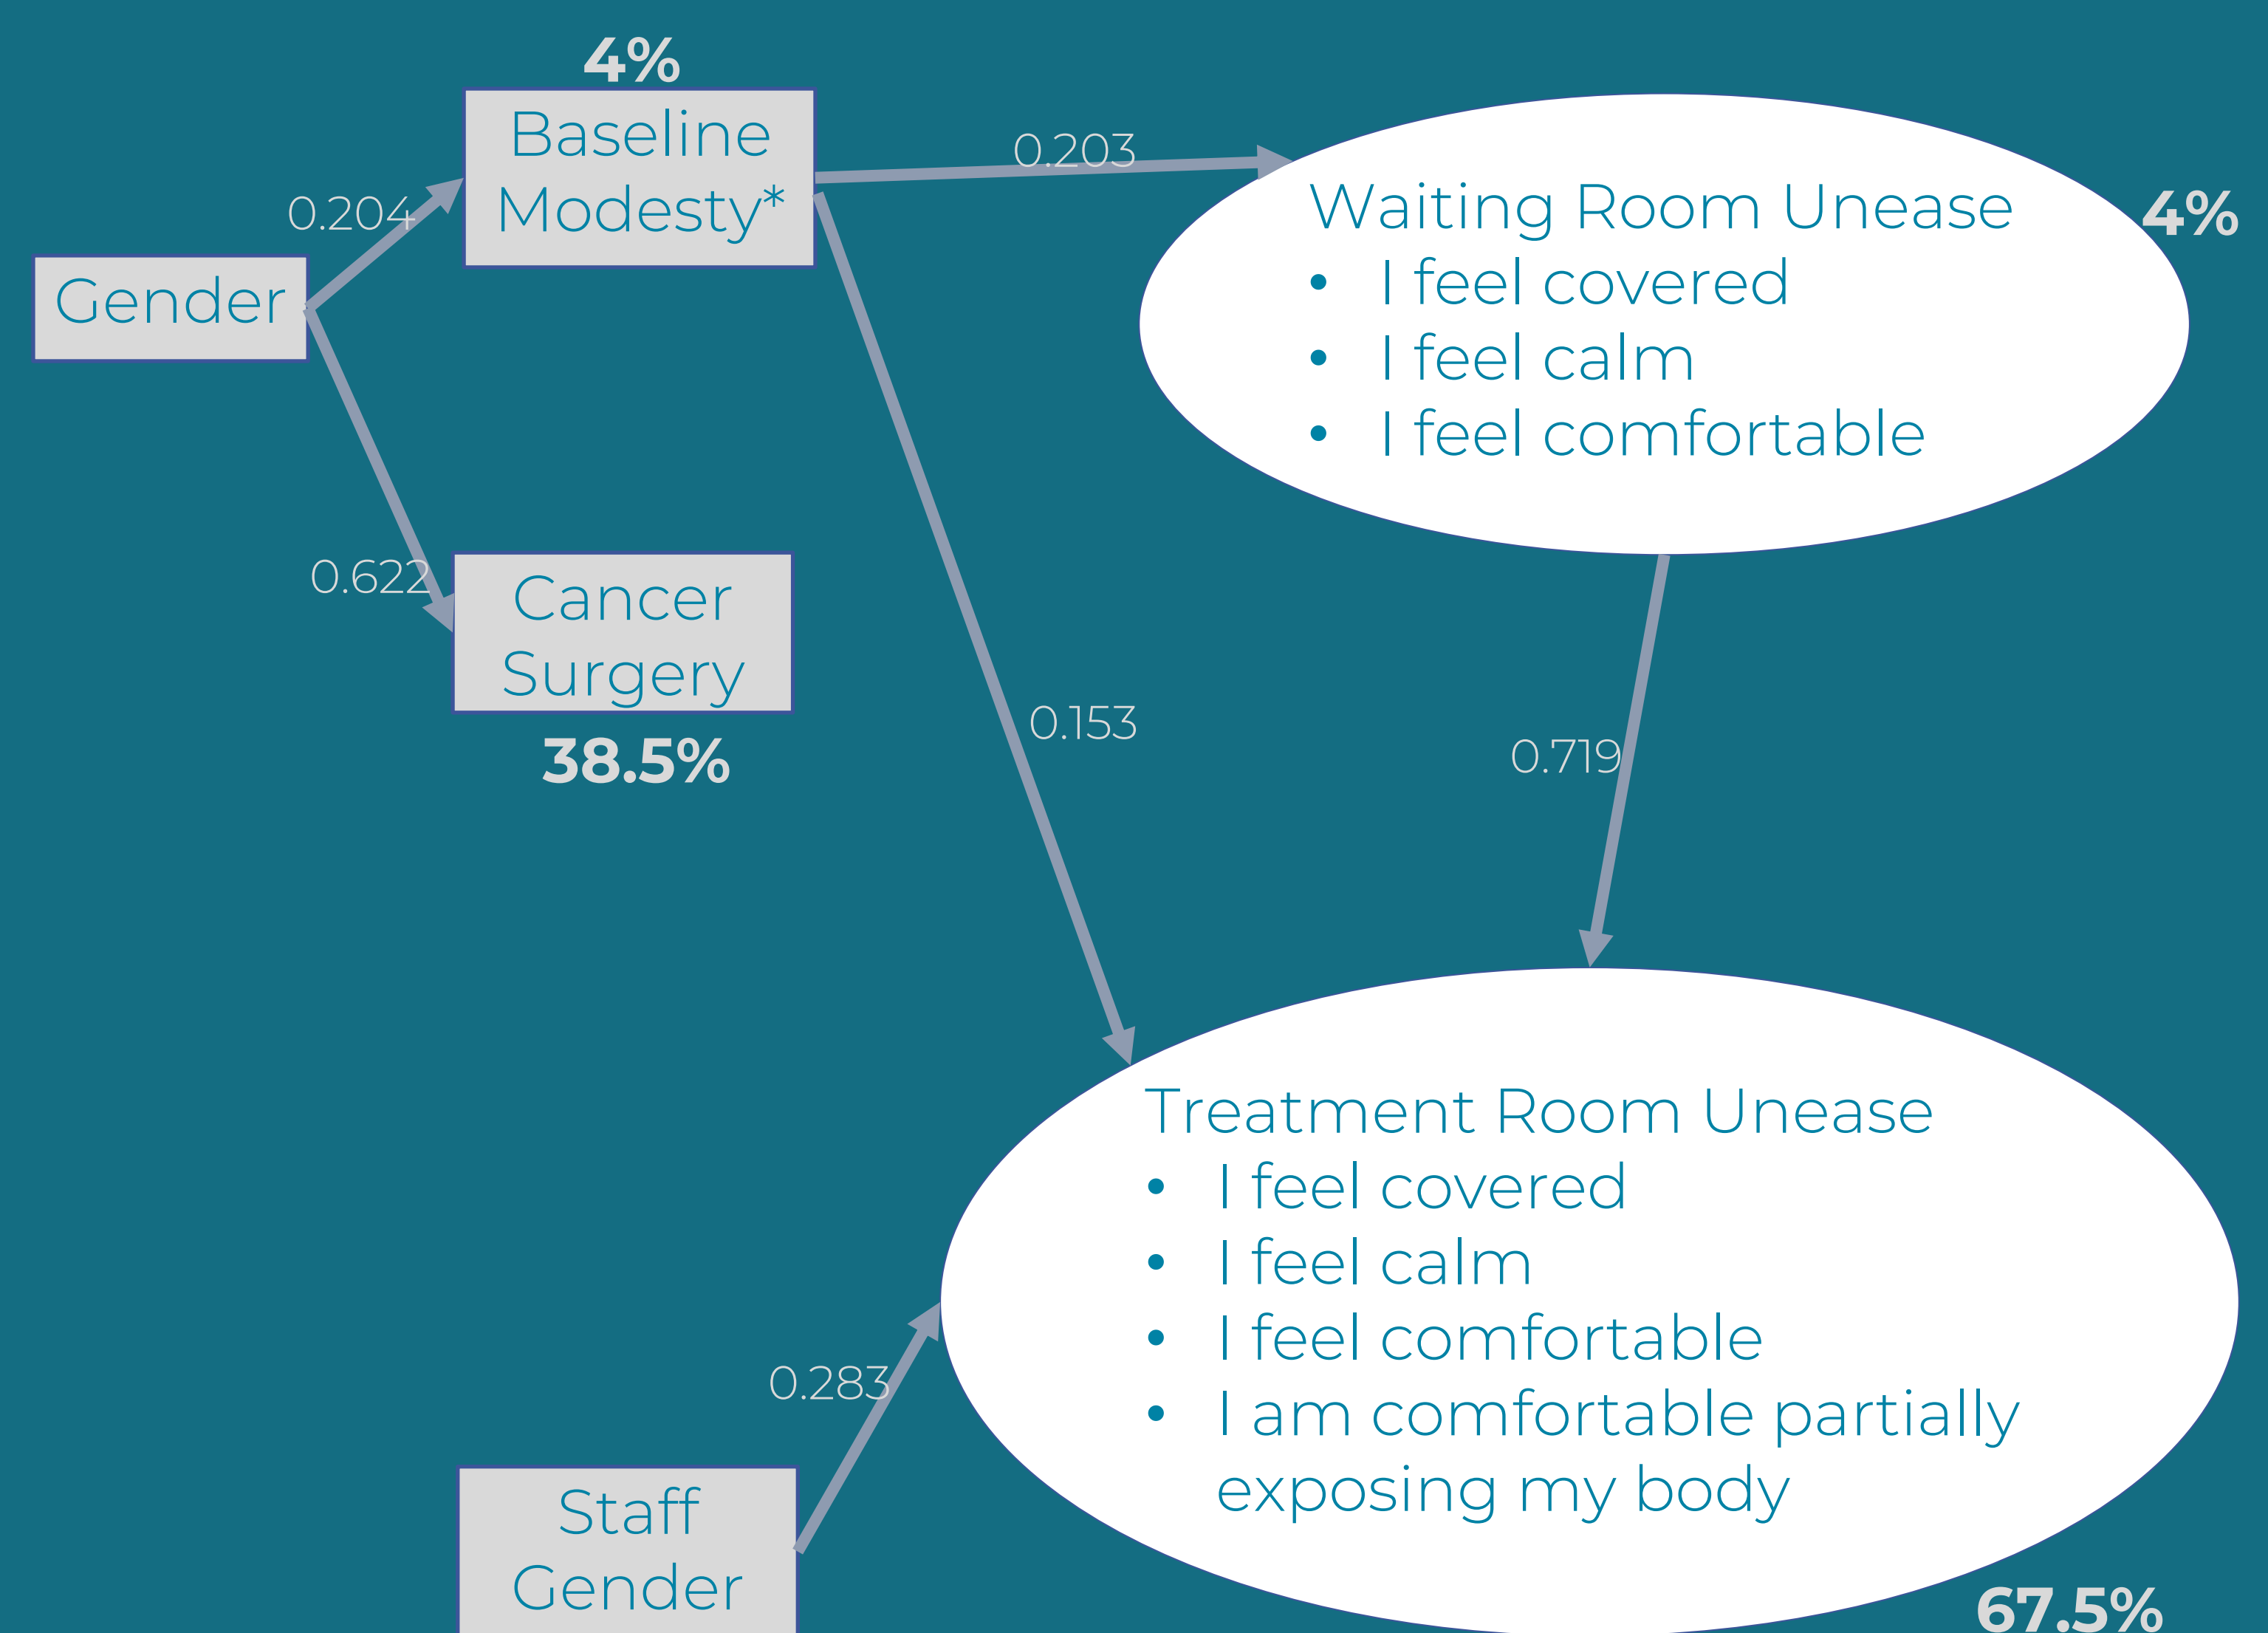 4%
Baseline
Modesty*
0.203
0.204
Gender
Waiting Room Unease
• I feel covered
• I feel calm
• I feel comfortable
4%
0.622
Cancer
Surgery
38.5%
0.153
0.719
Treatment Room Unease
• I feel covered
• I feel calm
• I feel comfortable
• I am comfortable partially
exposing my body
0.283
Staff
Gender
67.5%